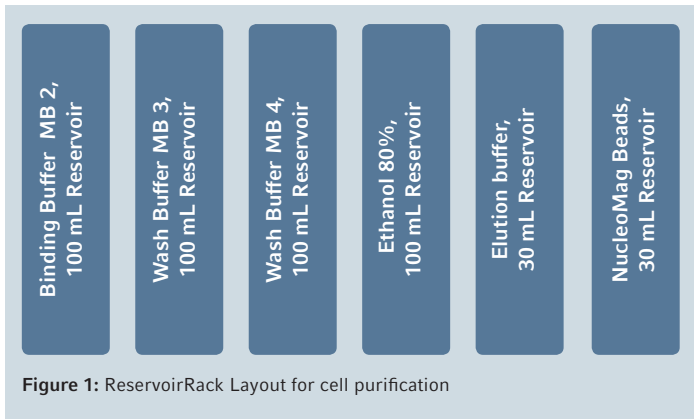 Binding Buffer MB 2,
100 mL Reservoir
Wash Buffer MB 3,
100 mL Reservoir
Wash Buffer MB 4,
100 mL Reservoir
Ethanol 80%,
100 mL Reservoir
Elution buffer,
30 mL Reservoir
NucleoMag Beads,
30 mL Reservoir
Figure 1: ReservoirRack Layout for cell purification